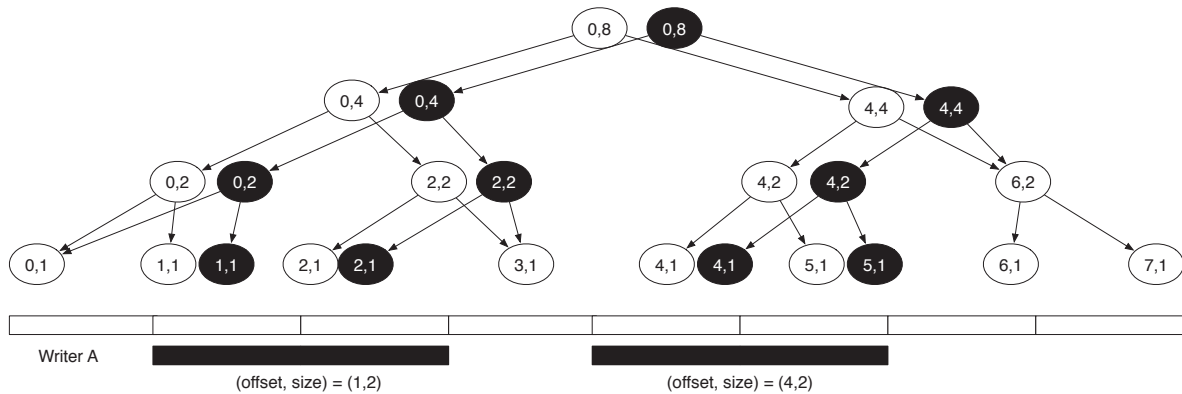 0,8 0,8
0,4 0,4 4,4 4,4
0,2 0,2 2,2 2,2 4,2 4,2 6,2
0,1 1,1 1,1 2,1 2,1 3,1 4,1 4,1 5,1 5,1 6,1 7,1
Writer A
(offset, size) = (1,2) (offset, size) = (4,2)